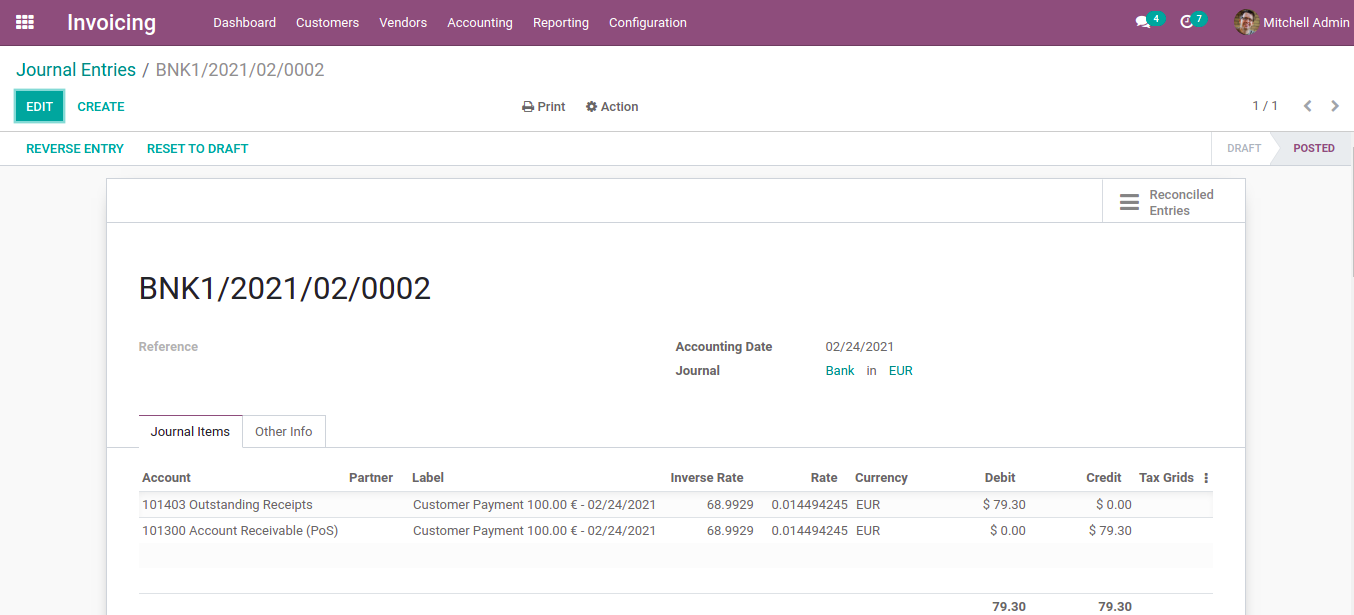 Invoicing Dashboard Customers Vendors Accounting Reporting Configuration 4 7 Mitchell Admin
Journal Entries / BNK1/2021/02/0002
EDIT CREATE Print Action 1 / 1
REVERSE ENTRY RESET TO DRAFT DRAFT POSTED
Reconciled
Entries
BNK1/2021/02/0002
Reference Accounting Date 02/24/2021
Journal Bank in EUR
Journal Items Other Info
Account Partner Label Inverse Rate Rate Currency Debit Credit Tax Grids
101403 Outstanding Receipts Customer Payment 100.00 € - 02/24/2021 68.9929 0.014494245 EUR $ 79.30 $ 0.00
101300 Account Receivable (PoS) Customer Payment 100.00 € - 02/24/2021 68.9929 0.014494245 EUR $ 0.00 $ 79.30
79.30 79.30